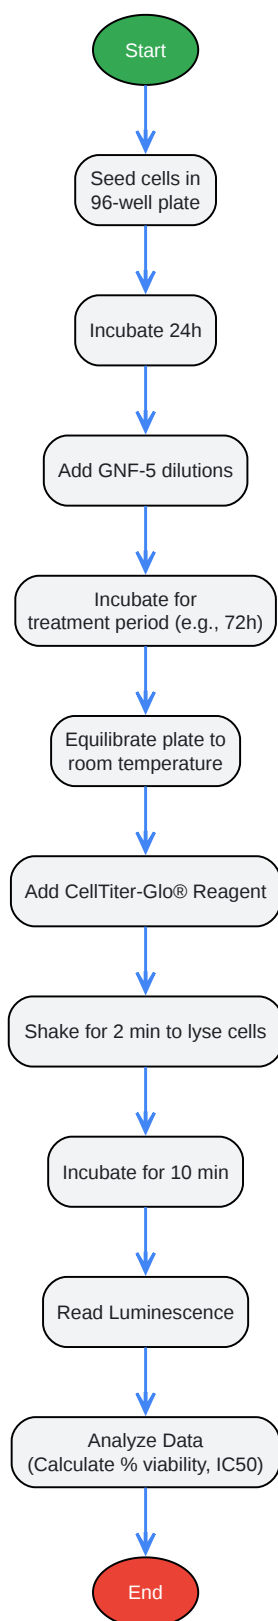 Start
Seed cells in
96-well plate
Incubate 24h
Add GNF-5 dilutions
Incubate for
treatment period (e.g., 72h)
Equilibrate plate to
room temperature
Add CellTiter-Glo® Reagent
Shake for 2 min to lyse cells
Incubate for 10 min
Read Luminescence
Analyze Data
(Calculate % viability, IC50)
End